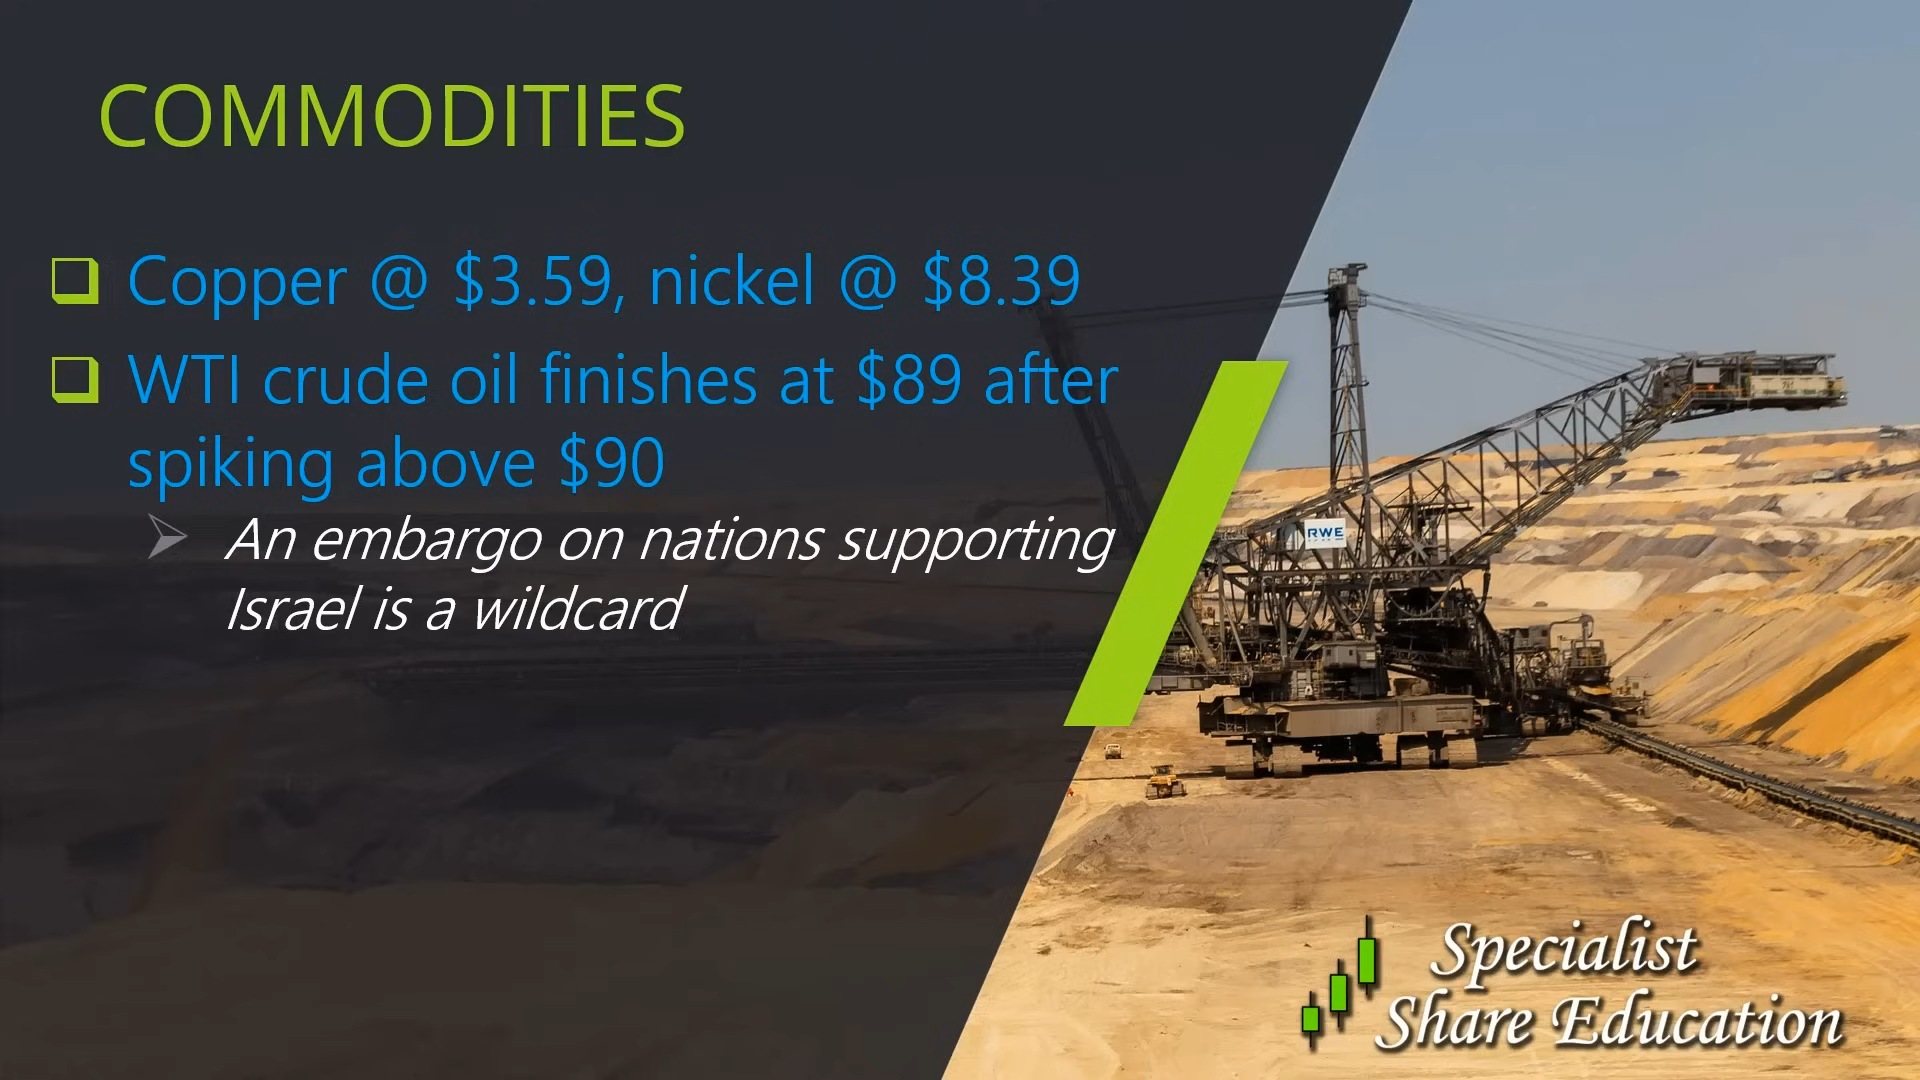 COMMODITIES
Copper @ $3.59, nickel @ $8.39
WTI crude oil finishes at $89 after
spiking above $90
An embargo on nations supporting
Israel is a wildcard
RWE
Specialist
Share Education